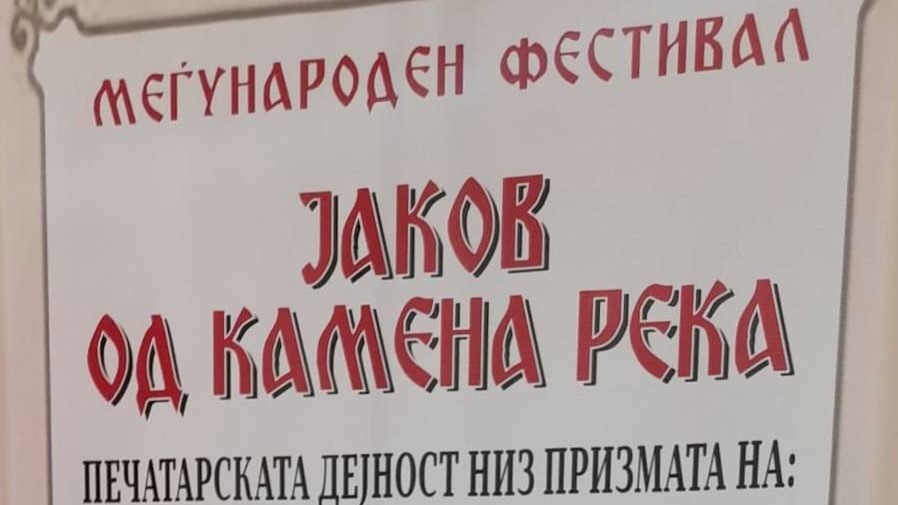 МЕЃУНАРОДЕН ФЕСТИВАЛ
ЈАКОВ
ОД КАМЕНА РЕКА
ПЕЧАТАРСКАТА ДЕЈНОСТ НИЗ ПРИЗМАТА НА: